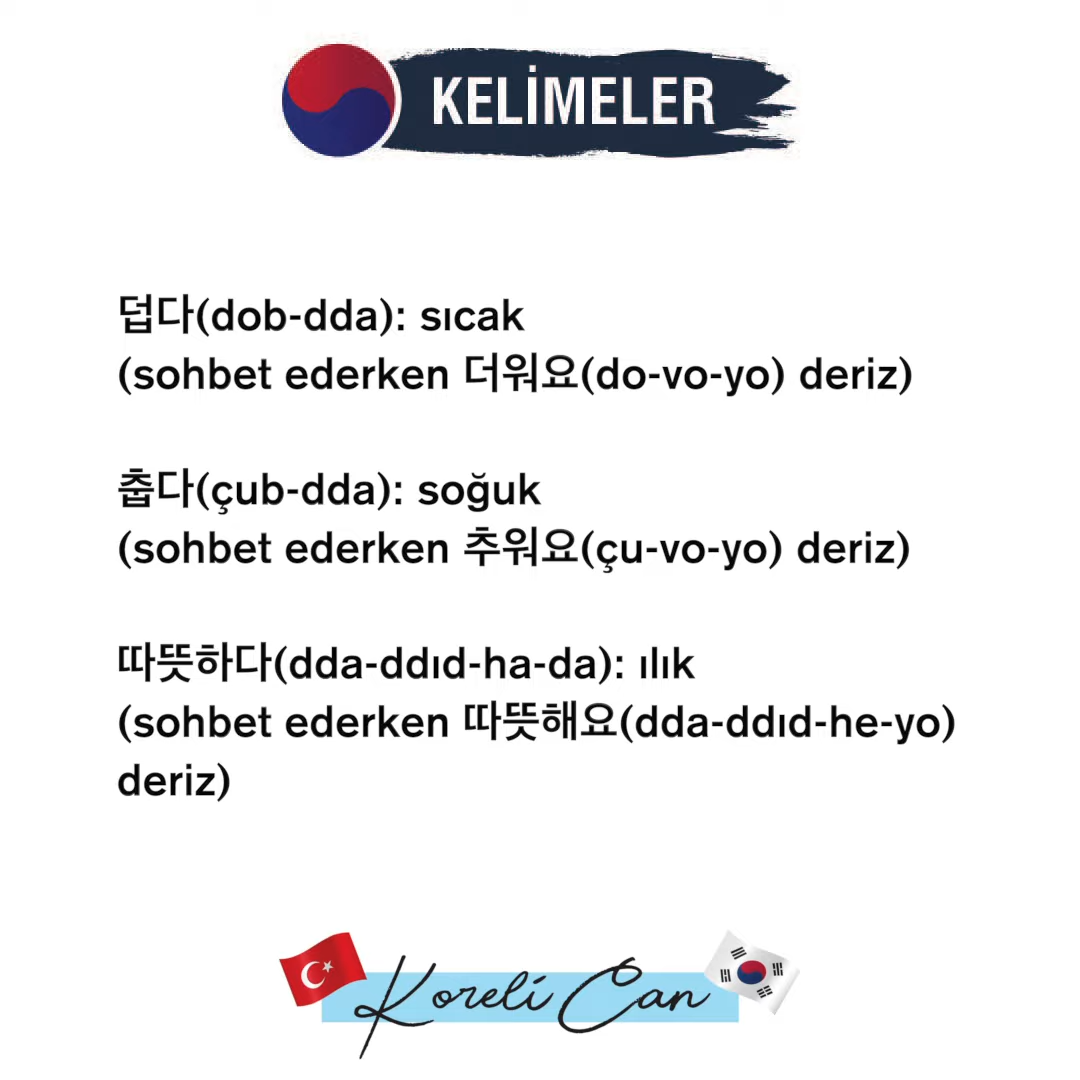 KELİMELER
덥다(dob-dda): sıcak
(sohbet ederken 더워요(do-vo-yo) deriz)
춥다(çub-dda): soğuk
(sohbet ederken 추워요(çu-vo-yo) deriz)
따뜻하다(dda-ddıd-ha-da): ılık
(sohbet ederken 따뜻해요(dda-ddıd-he-yo)
deriz)
Koreli Can